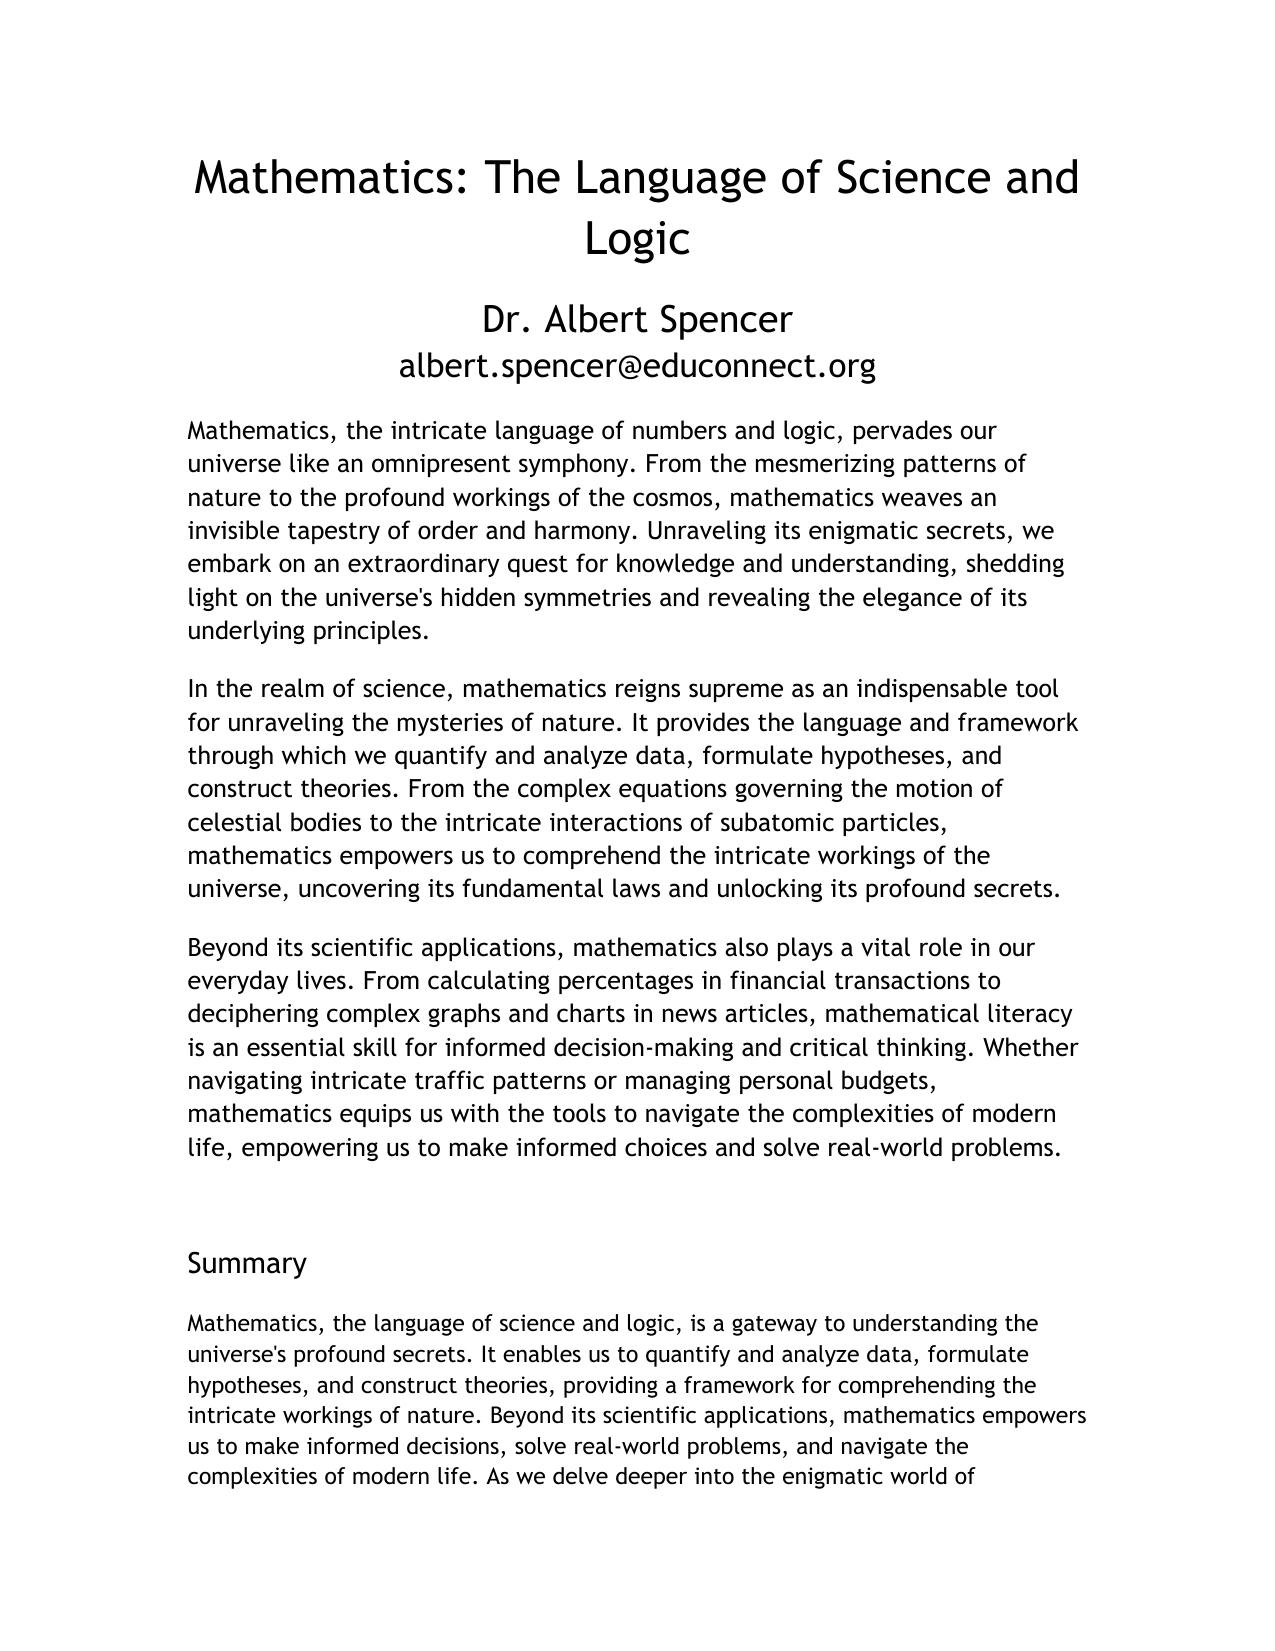 Mathematics: The Language of Science and
Logic
Dr. Albert Spencer
albert.spencer@educonnect.org
Mathematics, the intricate language of numbers and logic, pervades our
universe like an omnipresent symphony. From the mesmerizing patterns of
nature to the profound workings of the cosmos, mathematics weaves an
invisible tapestry of order and harmony. Unraveling its enigmatic secrets, we
embark on an extraordinary quest for knowledge and understanding, shedding
light on the universe's hidden symmetries and revealing the elegance of its
underlying principles.
In the realm of science, mathematics reigns supreme as an indispensable tool
for unraveling the mysteries of nature. It provides the language and framework
through which we quantify and analyze data, formulate hypotheses, and
construct theories. From the complex equations governing the motion of
celestial bodies to the intricate interactions of subatomic particles,
mathematics empowers us to comprehend the intricate workings of the
universe, uncovering its fundamental laws and unlocking its profound secrets.
Beyond its scientific applications, mathematics also plays a vital role in our
everyday lives. From calculating percentages in financial transactions to
deciphering complex graphs and charts in news articles, mathematical literacy
is an essential skill for informed decision-making and critical thinking. Whether
navigating intricate traffic patterns or managing personal budgets,
mathematics equips us with the tools to navigate the complexities of modern
life, empowering us to make informed choices and solve real-world problems.
Summary
Mathematics, the language of science and logic, is a gateway to understanding the
universe's profound secrets. It enables us to quantify and analyze data, formulate
hypotheses, and construct theories, providing a framework for comprehending the
intricate workings of nature. Beyond its scientific applications, mathematics empowers
us to make informed decisions, solve real-world problems, and navigate the
complexities of modern life. As we delve deeper into the enigmatic world of